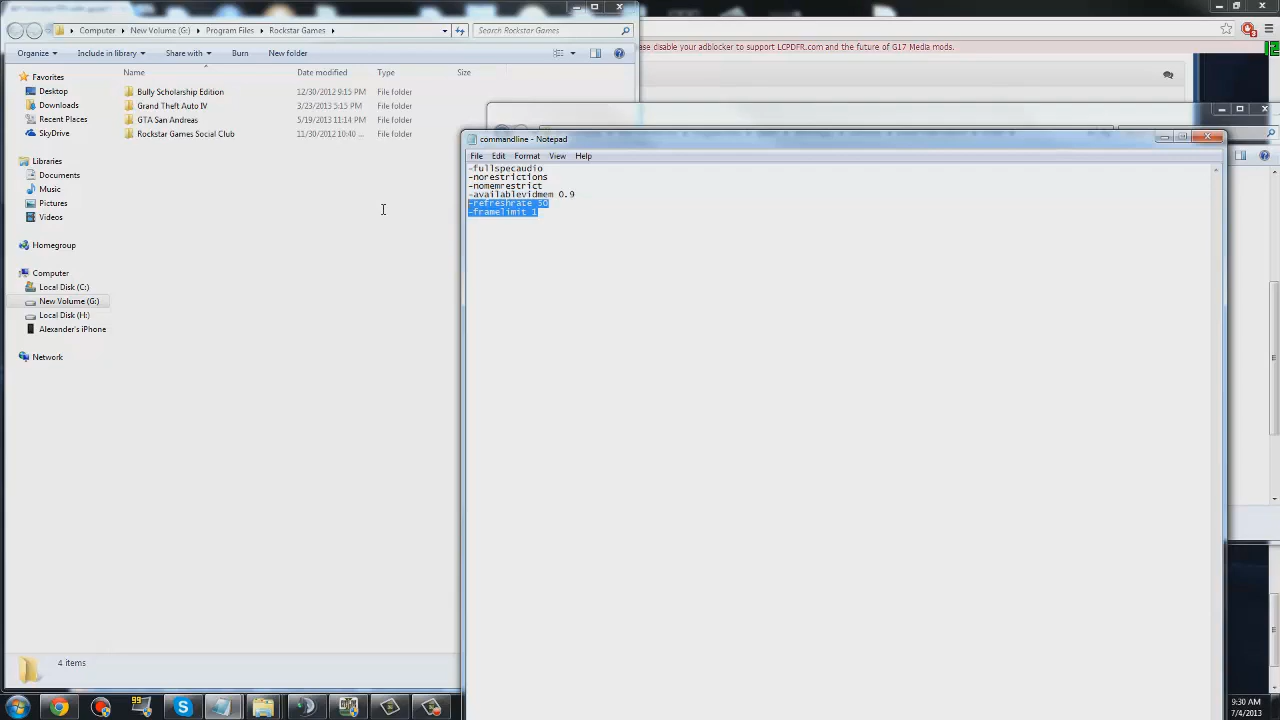 Computer ▸ New Volume (G:) ▸ Program Files ▸ Rockstar Games ▸
Search Rockstar Games
se disable your adblocker to support LCPDFR.com and the future of G17 Media mods.
Organize Include in library Share with Burn New folder
Name Date modified Type Size
Favorites
Desktop
Downloads
Recent Places
SkyDrive
Libraries
Documents
Music
Pictures
Videos
Homegroup
Computer
Local Disk (C:)
New Volume (G:)
Local Disk (H:)
Alexander's iPhone
Network
Bully Scholarship Edition 12/30/2012 9:15 PM File folder
Grand Theft Auto IV 3/23/2013 5:15 PM File folder
GTA San Andreas 5/19/2013 11:14 PM File folder
Rockstar Games Social Club 11/30/2012 10:40 ... File folder
4 items
commandline - Notepad
File Edit Format View Help
-fullspecaudio
-norestrictions
-nomemrestrict
-availablevidmem 0.9
-refreshrate 50
-framelimit 1
99
9:30 AM
7/4/2013